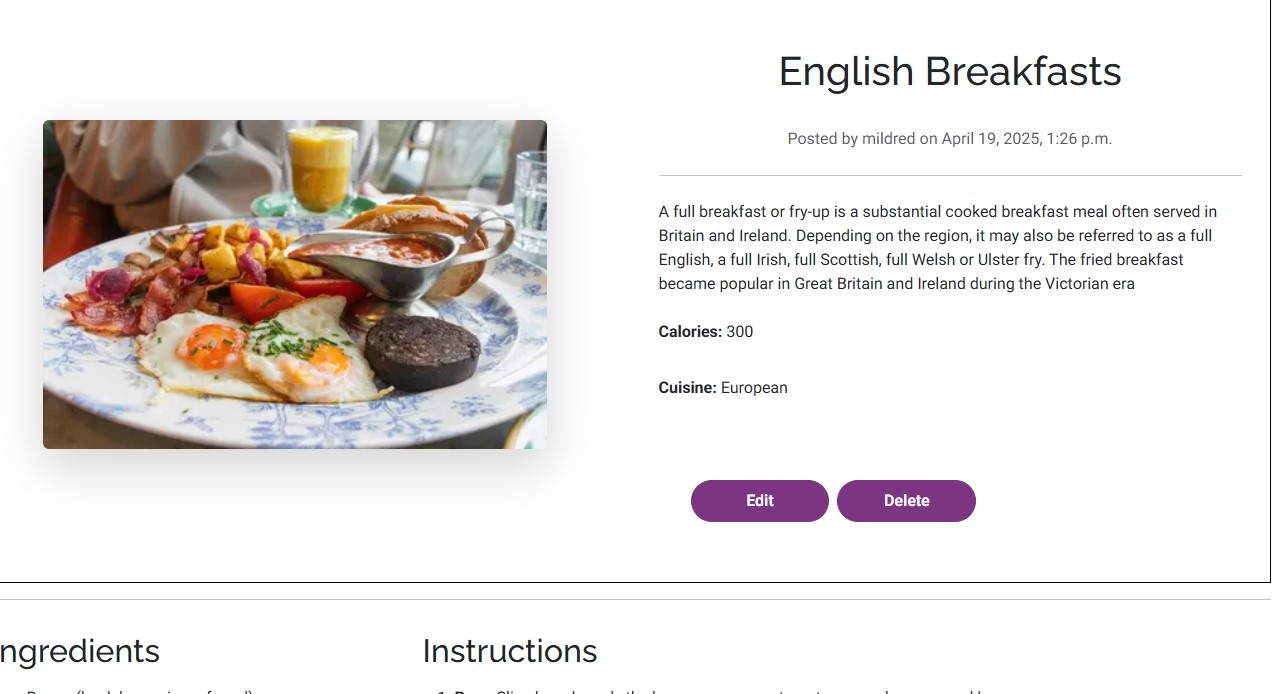 English Breakfasts
Posted by mildred on April 19, 2025, 1:26 p.m.
A full breakfast or fry-up is a substantial cooked breakfast meal often served in
Britain and Ireland. Depending on the region, it may also be referred to as a full
English, a full Irish, full Scottish, full Welsh or Ulster fry. The fried breakfast
became popular in Great Britain and Ireland during the Victorian era
Calories: 300
Cuisine: European
Edit
Delete
ngredients
Instructions